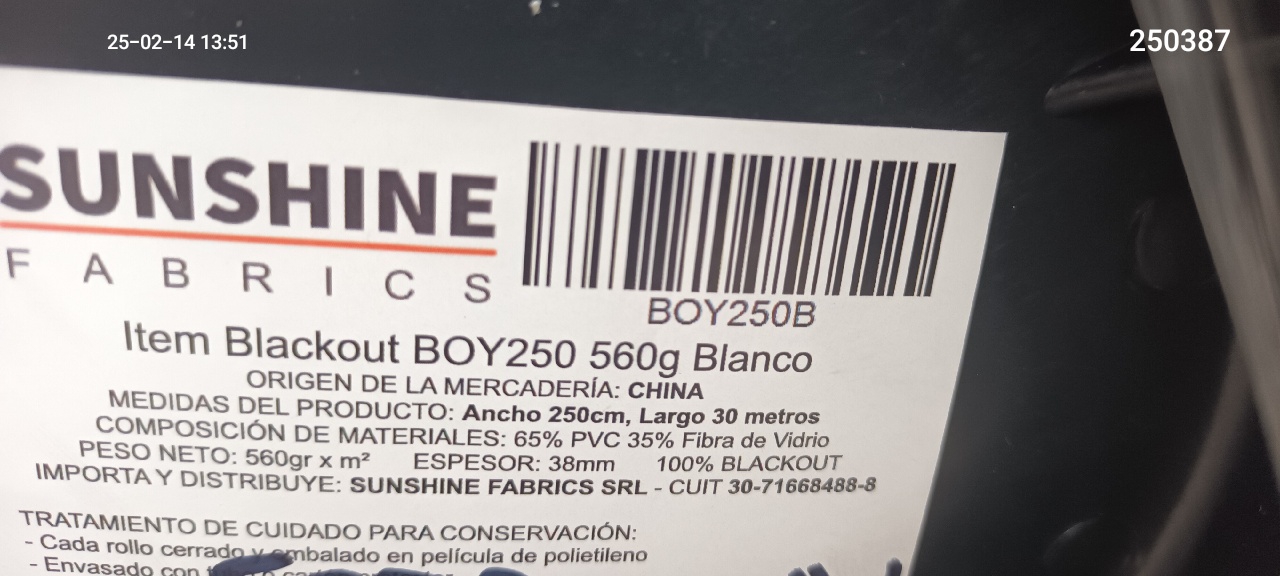 25-02-14 13:51
250387
SUNSHINE
FABRICS
BOY250B
Item Blackout BOY250 560g Blanco
ORIGEN DE LA MERCADERÍA: CHINA
MEDIDAS DEL PRODUCTO: Ancho 250cm, Largo 30 metros
COMPOSICIÓN DE MATERIALES: 65% PVC 35% Fibra de Vidrio
PESO NETO: 560gr x m² ESPESOR: 38mm 100% BLACKOUT
IMPORTA Y DISTRIBUYE: SUNSHINE FABRICS SRL - CUIT 30-71668488-8
TRATAMIENTO DE CUIDADO PARA CONSERVACIÓN:
- Cada rollo cerrado y embalado en película de polietileno
- Envasado con